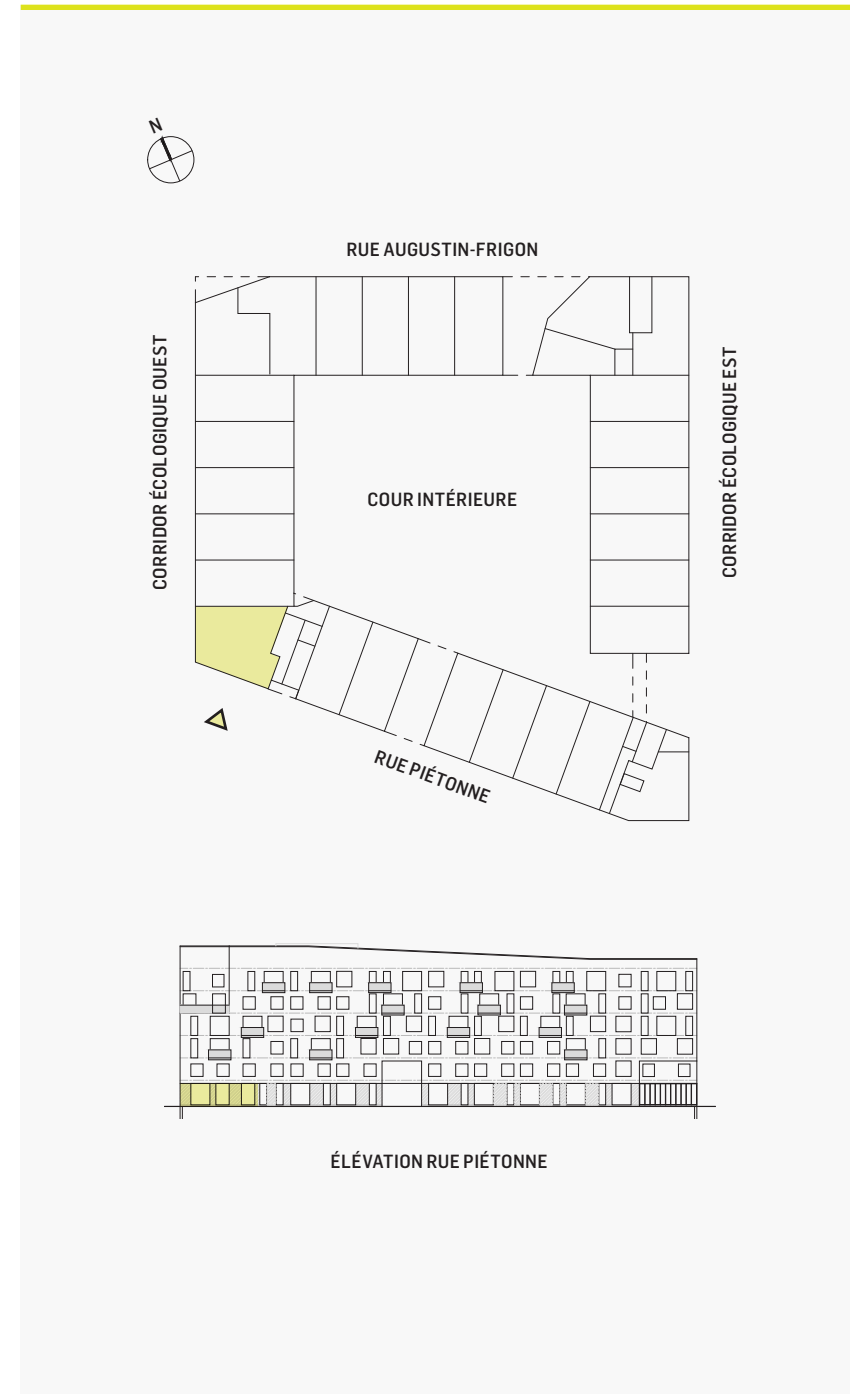 N
RUE AUGUSTIN-FRIGON
CORRIDOR ÉCOLOGIQUE OUEST
CORRIDOR ÉCOLOGIQUE EST
COUR INTÉRIEURE
RUE PIÉTONNE
ÉLÉVATION RUE PIÉTONNE